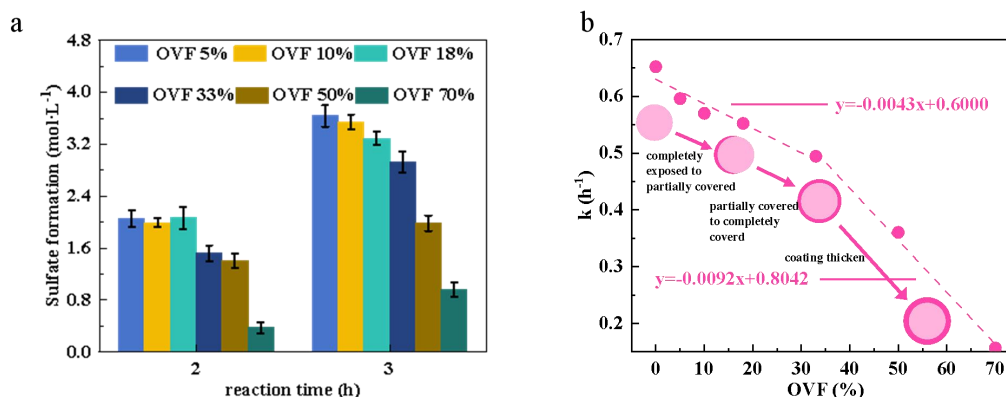 a
4.8
4.0
3.2
2.4
1.6
0.8
0.0
Sulfate formation (mol·L⁻¹)
OVF 5% OVF 10% OVF 18%
OVF 33% OVF 50% OVF 70%
2 3
reaction time (h)
b
0.7
0.6
0.5
0.4
0.3
0.2
k (h⁻¹)
y=-0.0043x+0.6000
completely
exposed to
partially covered
partially covered
to completely
coverd
coating thicken
y=-0.0092x+0.8042
0 10 20 30 40 50 60 70
OVF (%)